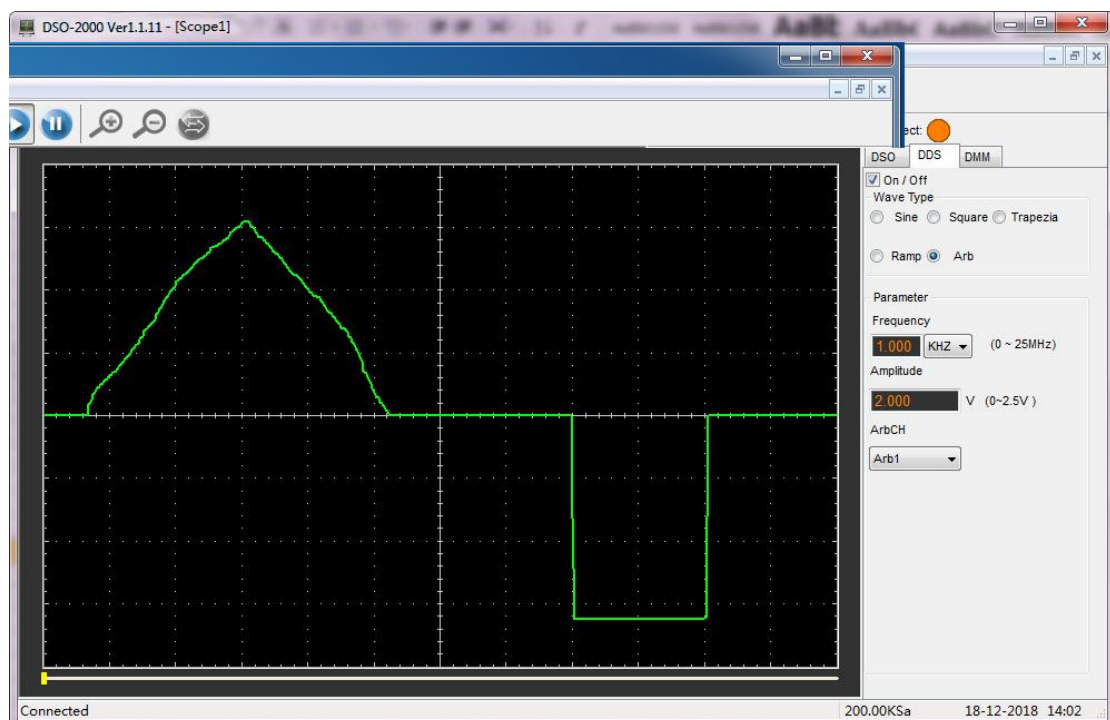 DSO-2000 Ver1.1.11 - [Scope1]
AaBb
ect:
DSO DDS DMM
On / Off
Wave Type
Sine Square Trapezia
Ramp Arb
Parameter
Frequency
1.000 KHZ (0 ~ 25MHz)
Amplitude
2.000 V (0~2.5V )
ArbCH
Arb1
Connected 200.00KSa 18-12-2018 14:02